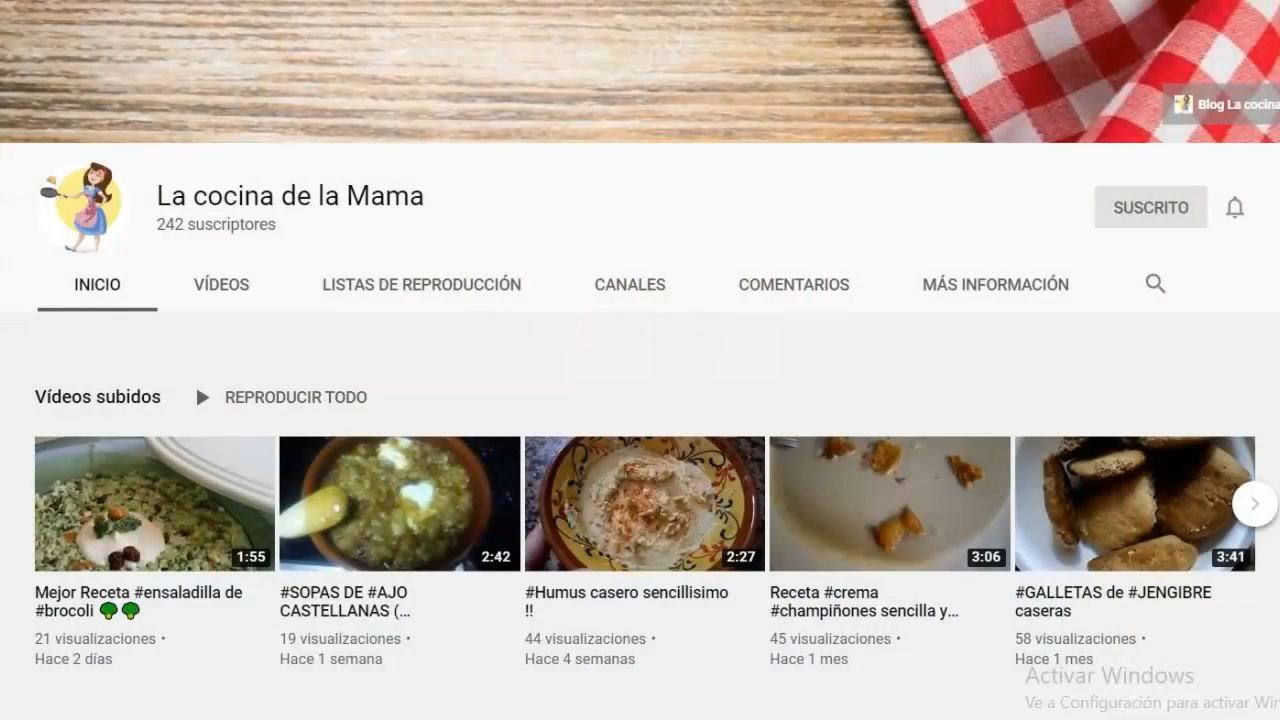 Blog La cocina
La cocina de la Mama
242 suscriptores
SUSCRITO
INICIO
VÍDEOS
LISTAS DE REPRODUCCIÓN
CANALES
COMENTARIOS
MÁS INFORMACIÓN
Vídeos subidos
REPRODUCIR TODO
1:55
2:42
2:27
3:06
3:41
Mejor Receta #ensaladilla de
#brocoli 🥦🥦
21 visualizaciones •
Hace 2 días
#SOPAS DE #AJO
CASTELLANAS (...
19 visualizaciones •
Hace 1 semana
#Humus casero sencillisimo
!!
44 visualizaciones •
Hace 4 semanas
Receta #crema
#champiñones sencilla y...
45 visualizaciones •
Hace 1 mes
#GALLETAS de #JENGIBRE
caseras
58 visualizaciones •
Hace 1 mes
Activar Windows
Ve a Configuración para activar Win